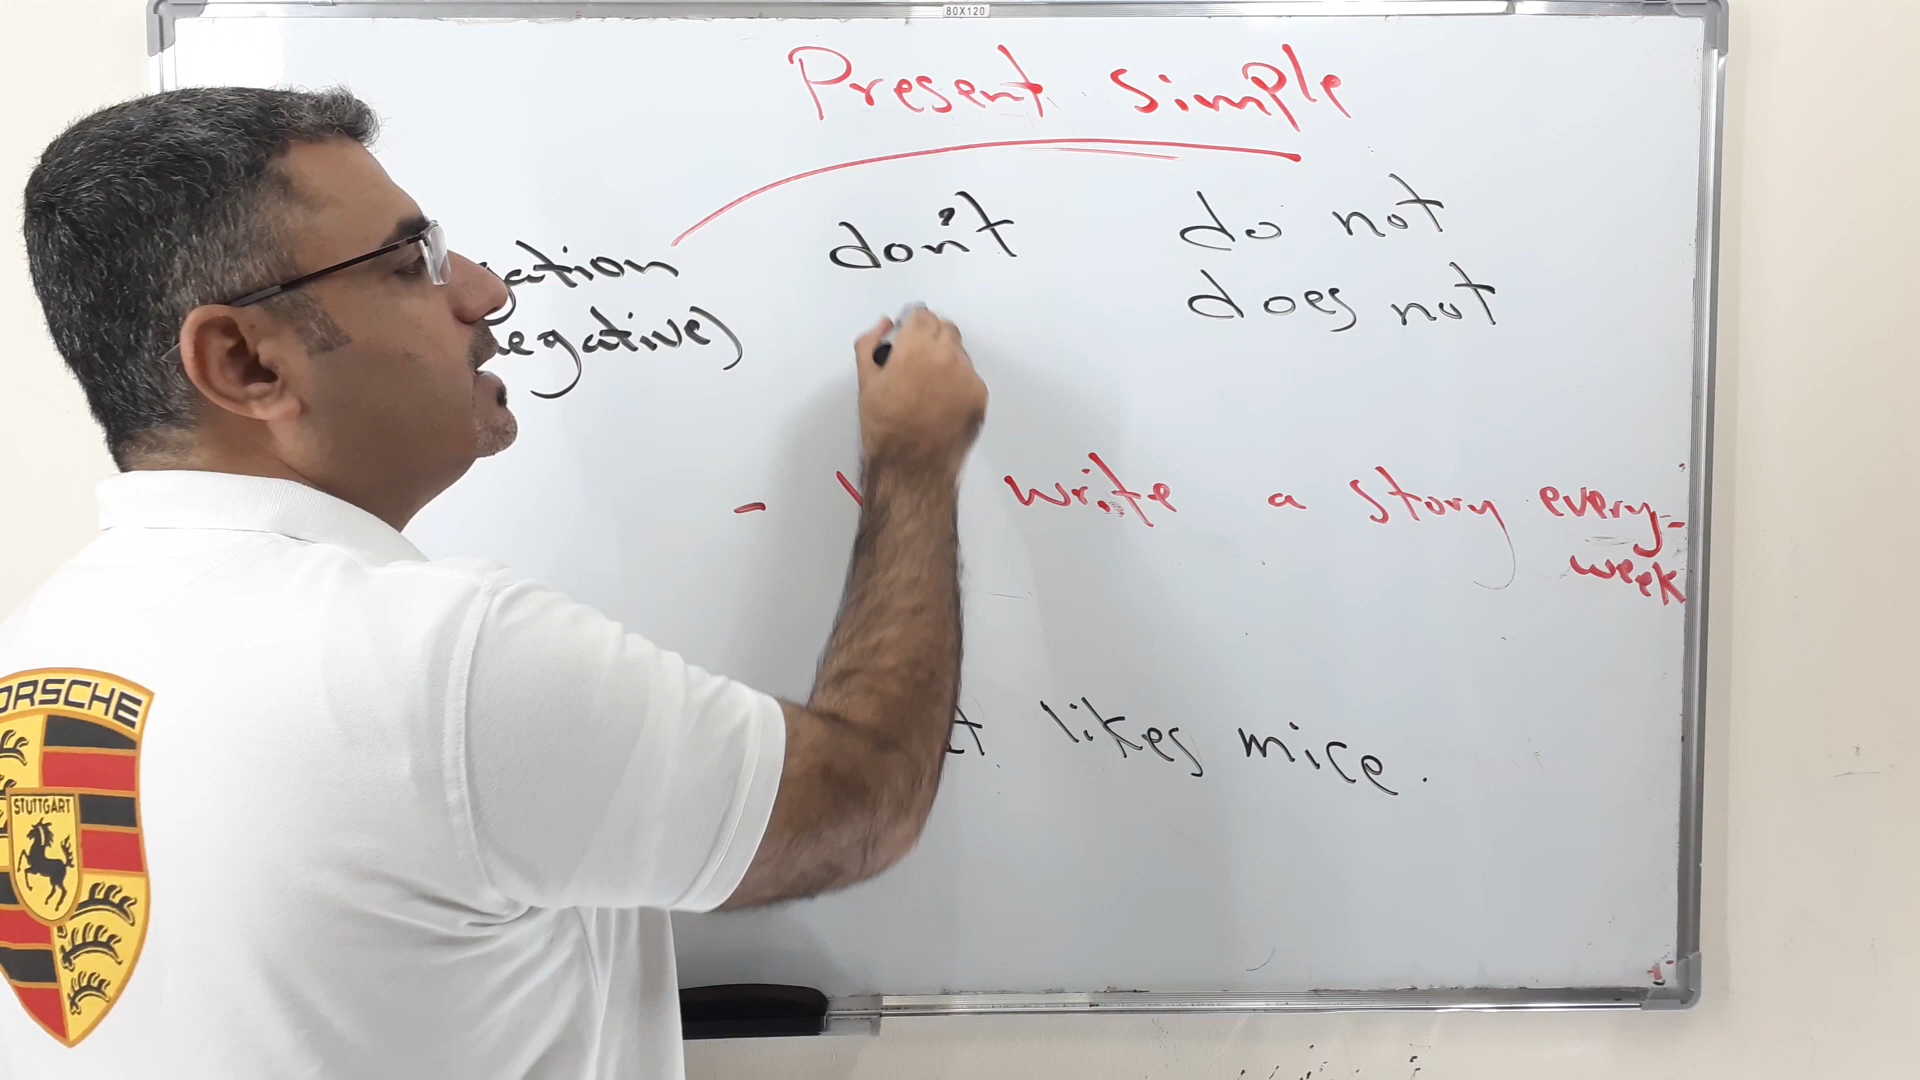 80X120
Present simple
don't do not
does not
gation
egative)
- write a story every-
week
likes mice.
ORSCHE
STUTTGART